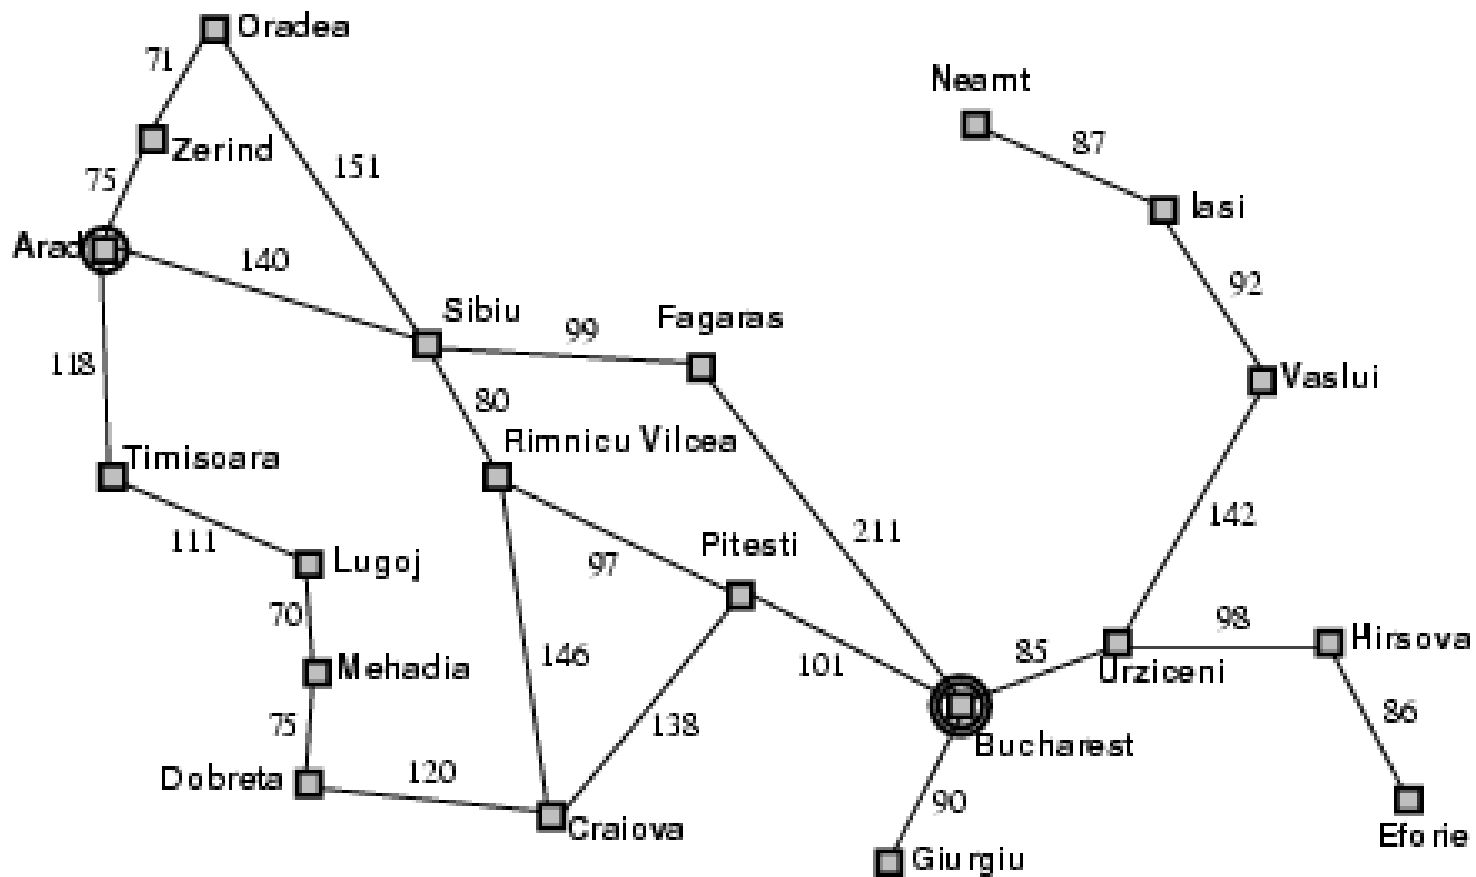 Oradea
71
Neamt
87
Zerind
151
75
Iasi
Arad
140
92
Sibiu
Fagaras
99
118
Vaslui
80
Rimnicu Vilcea
Timisoara
142
211
111
Pitesti
97
Lugoj
70
98
Hirsova
146
101
85
Urziceni
Mehadia
86
75
138
Bucharest
Dobreta
120
90
Craiova
Eforie
Giurgiu